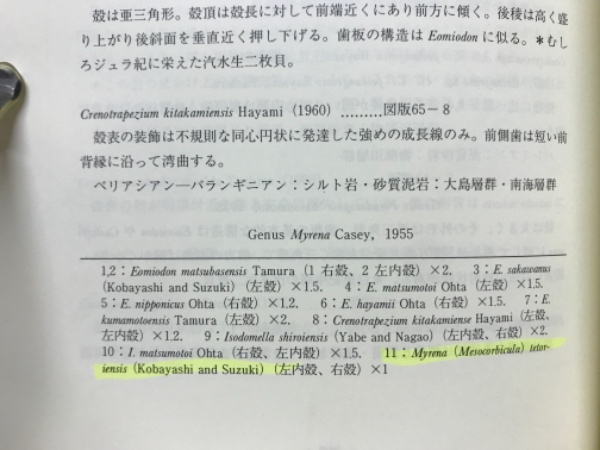 殻は亜三角形。殻頂は殻長に対して前端近くにあり前方に傾く。後稜は高く盛
り上がり後斜面を垂直近く押し下げる。歯板の構造は Eomiodon に似る。＊むし
ろジュラ紀に栄えた汽水生二枚貝。
Crenotrapezium kitakamiensis Hayami (1960) ………図版65－8
殻表の装飾は不規則な同心円状に発達した強めの成長線のみ。前側歯は短い前
背縁に沿って湾曲する。
ベリアシアン―バランギニアン：シルト岩・砂質泥岩：大島層群・南海層群
Genus Myrena Casey, 1955
1,2：Eomiodon matsubasensis Tamura (1 右殻、2 左内殻) ×2. 3：E. sakawanus
(Kobayashi and Suzuki) (左殻) ×1.5. 4：E. matsumotoi Ohta (左殻) ×1.5.
5：E. nipponicus Ohta (右殻) ×1.2. 6：E. hayamii Ohta (右殻) ×1.5. 7：E.
kumamotoensis Tamura (左殻) ×2. 8：Crenotrapezium kitakamiense Hayami (左殻、
左内殻) ×1.2. 9：Isodomella shiroiensis (Yabe and Nagao) (左内殻、右殻) ×2.
10：I. matsumotoi Ohta (右殻、左内殻) ×1.5. 11：Myrena (Mesocorbicula) tetor-
iensis (Kobayashi and Suzuki) (左内殻、右殻) ×1